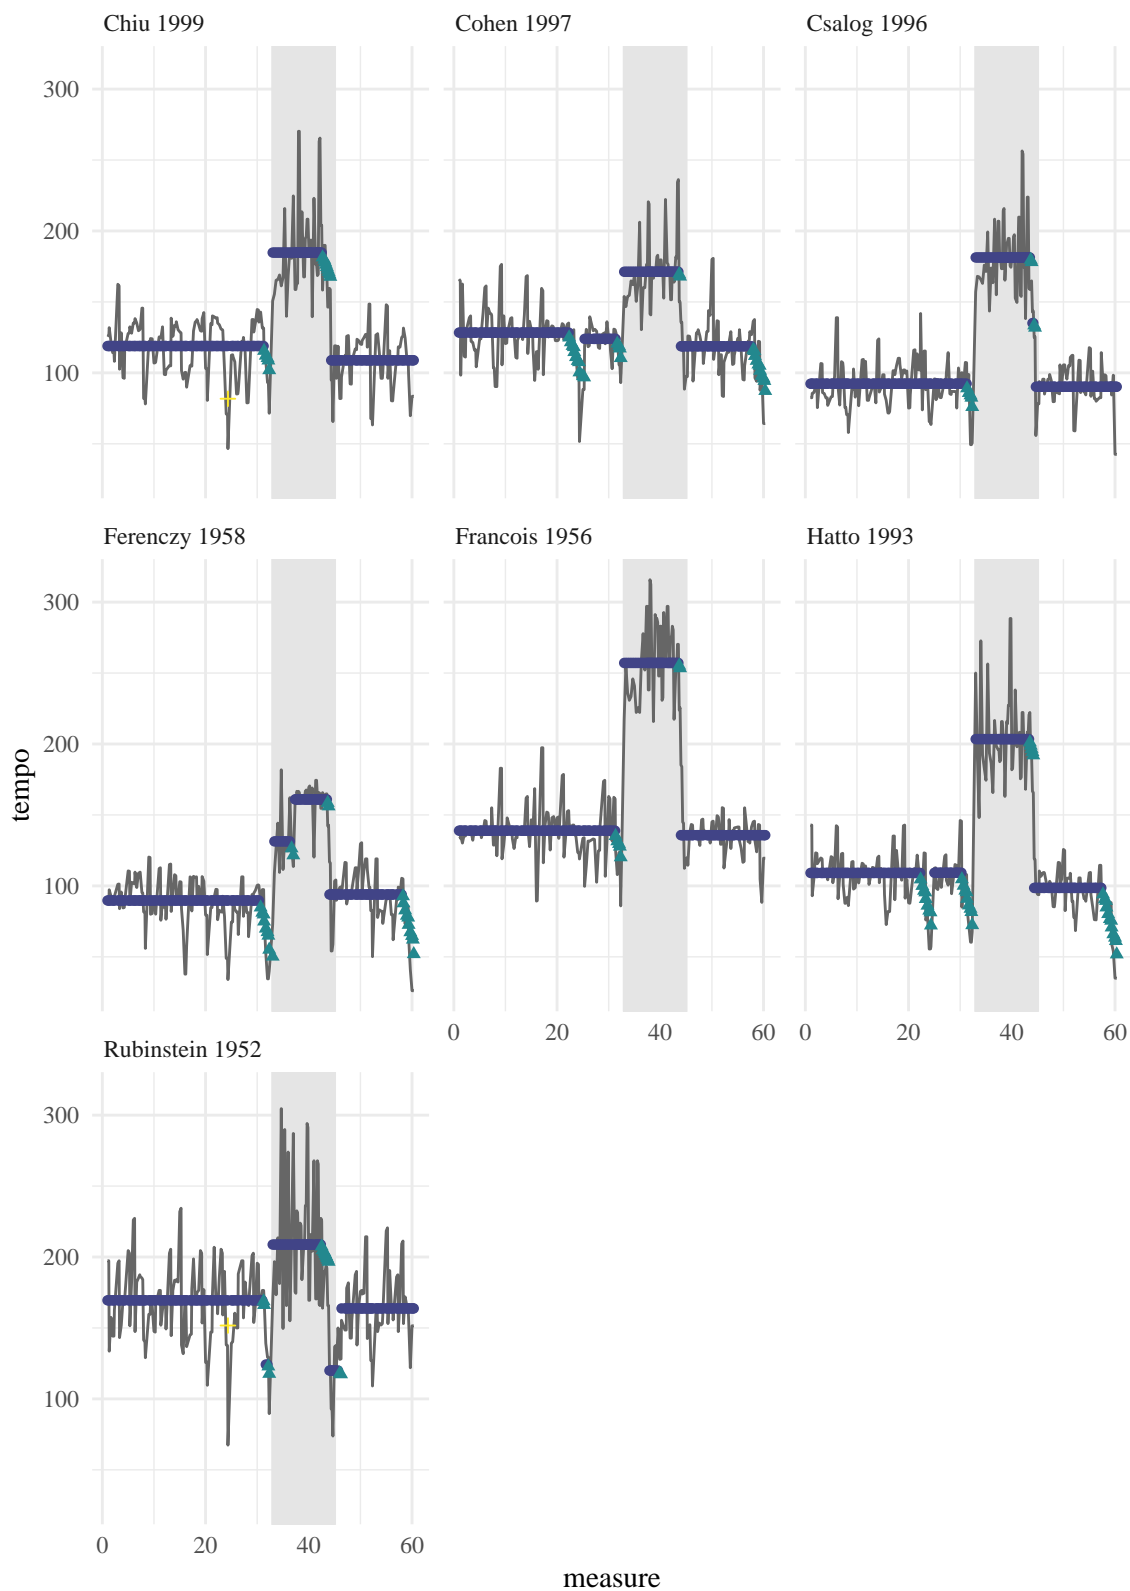 Chiu 1999 Cohen 1997 Csalog 1996
300
200
100
Ferenczy 1958 Francois 1956 Hatto 1993
300
200
100
0 20 40 60 20 40 60
Rubinstein 1952
300
200
100
0 20 40 60
tempo
measure